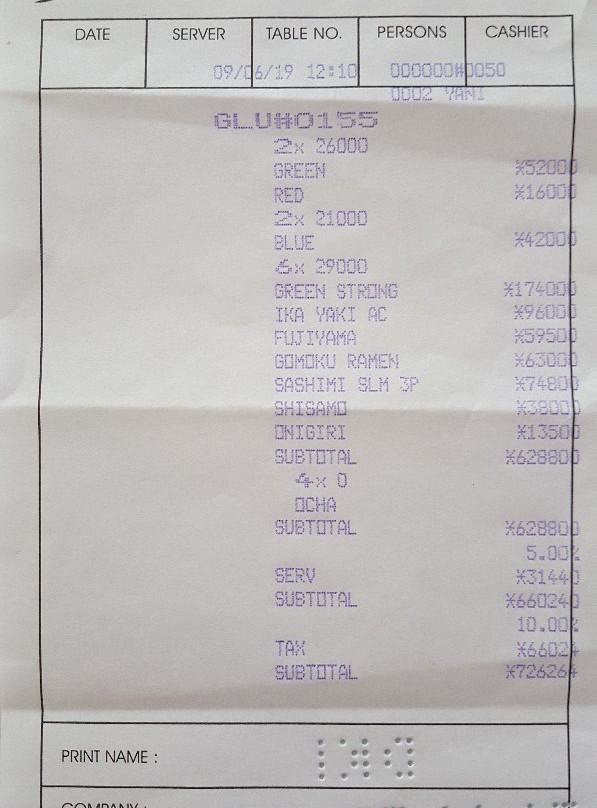 DATE SERVER TABLE NO. PERSONS CASHIER
09/06/19 12:10 000000#0050
0002 YANI
GLU#0155
2x 26000
GREEN ¥52000
RED ¥16000
2x 21000
BLUE ¥42000
6x 29000
GREEN STRONG ¥174000
IKA YAKI AC ¥96000
FUJIYAMA ¥59500
GOMOKU RAMEN ¥63000
SASHIMI SLM 3P ¥74800
SHISAMO ¥38000
ONIGIRI ¥13500
SUBTOTAL ¥628800
4x 0
OCHA
SUBTOTAL ¥628800
5.00%
SERV ¥31440
SUBTOTAL ¥660240
10.00%
TAX ¥66024
SUBTOTAL ¥726264
PRINT NAME :
COMPANY :